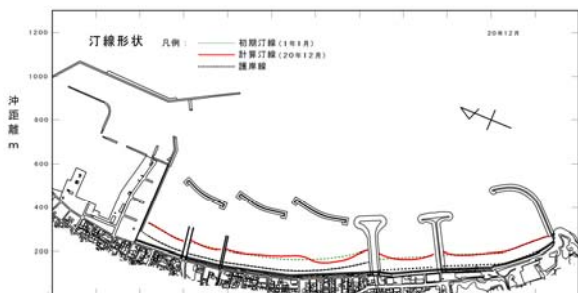 汀線形状 凡例: 初期汀線(1年1月)
計算汀線(20年12月)
護岸線
20年12月
沖距離 m
1200
1000
800
600
400
200